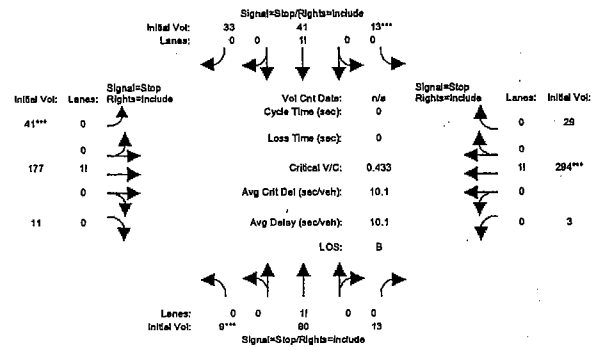 Signal=Stop/Rights=Include
Initial Vol: 33 41 13***
Lanes: 0 0 1! 0 0
Signal=Stop
Initial Vol: Lanes: Rights=Include
Vol Cnt Date: n/a
Signal=Stop
Rights=Include Lanes: Initial Vol:
Cycle Time (sec): 0
41*** 0
0 29
Loss Time (sec): 0
0
0
177 1!
Critical V/C: 0.433
1! 294***
0
Avg Crit Del (sec/veh): 10.1
0
11 0
Avg Delay (sec/veh): 10.1
0 3
LOS: B
Lanes: 0 0 1! 0 0
Initial Vol: 9*** 80 13
Signal=Stop/Rights=Include